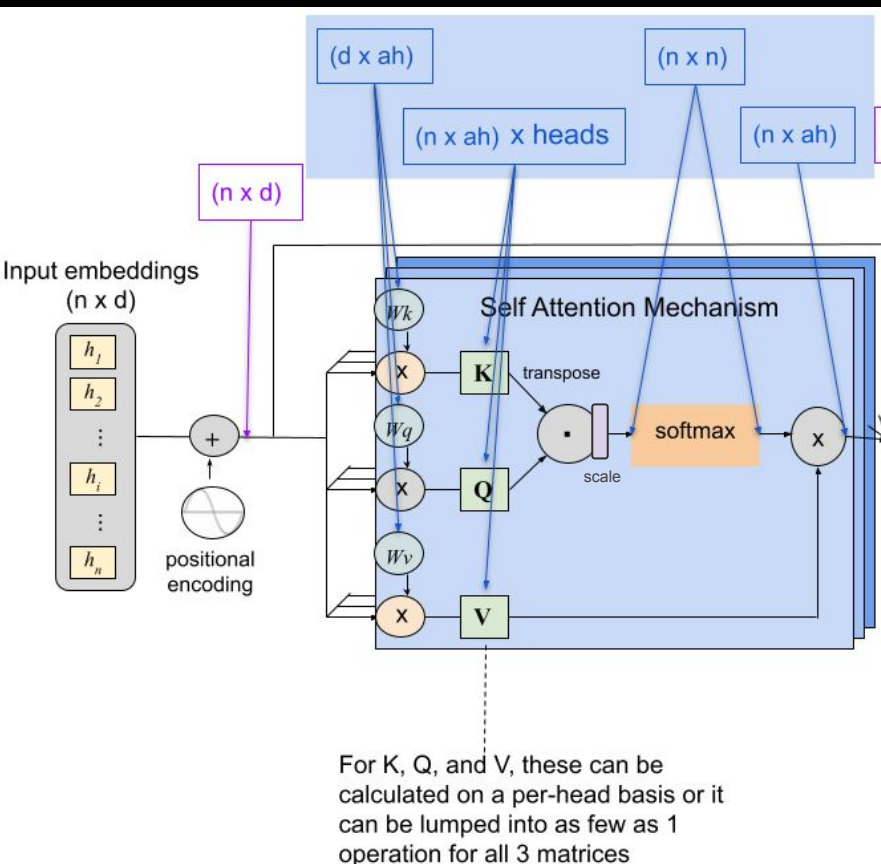 (d x ah)
(n x n)
(n x ah) x heads
(n x ah)
(n x d)
Input embeddings
(n x d)
h1
h2
⋮
hi
⋮
hn
+
positional
encoding
Self Attention Mechanism
Wk
x
K
transpose
Wq
x
Q
.
scale
softmax
x
Wv
x
V
For K, Q, and V, these can be
calculated on a per-head basis or it
can be lumped into as few as 1
operation for all 3 matrices